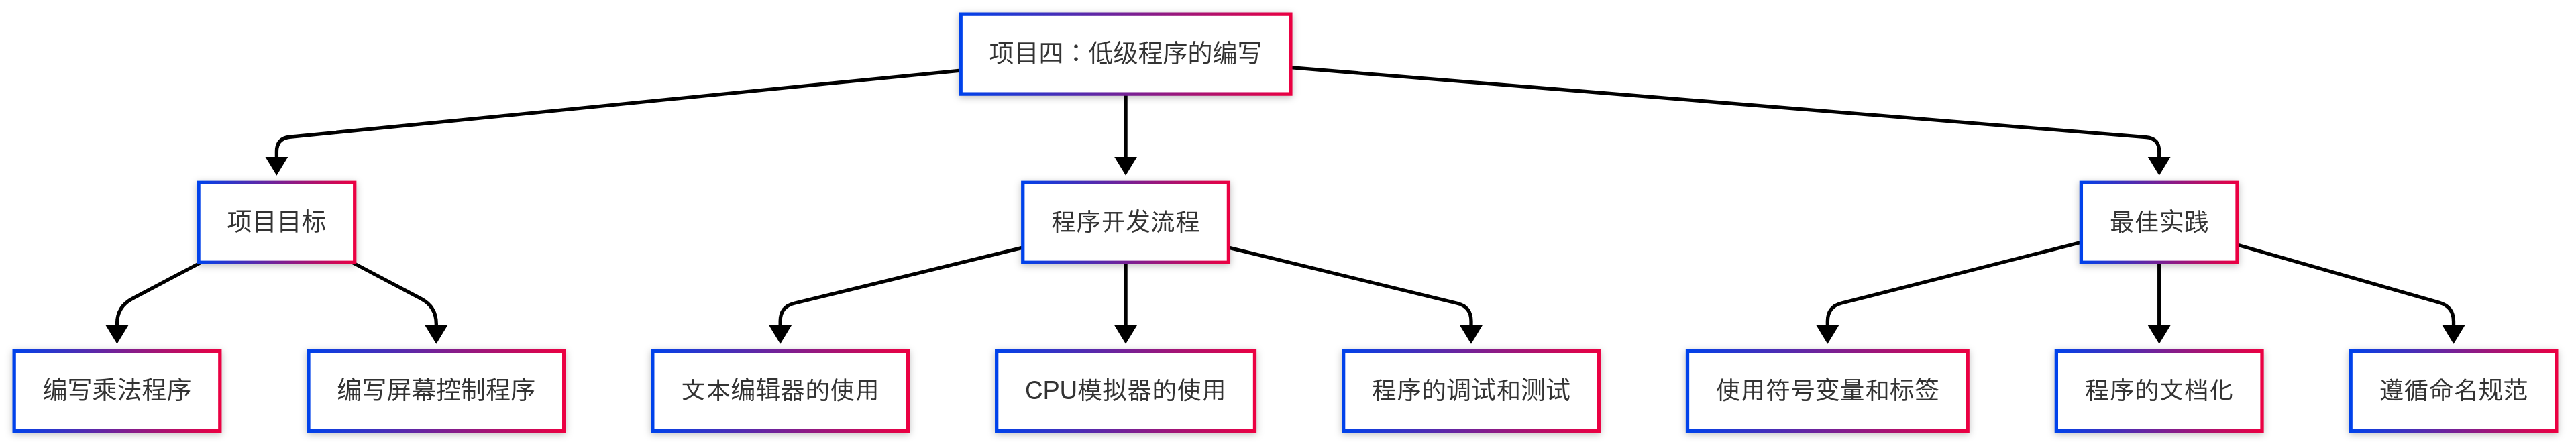 项目四：低级程序的编写
项目目标
程序开发流程
最佳实践
编写乘法程序
编写屏幕控制程序
文本编辑器的使用
CPU模拟器的使用
程序的调试和测试
使用符号变量和标签
程序的文档化
遵循命名规范